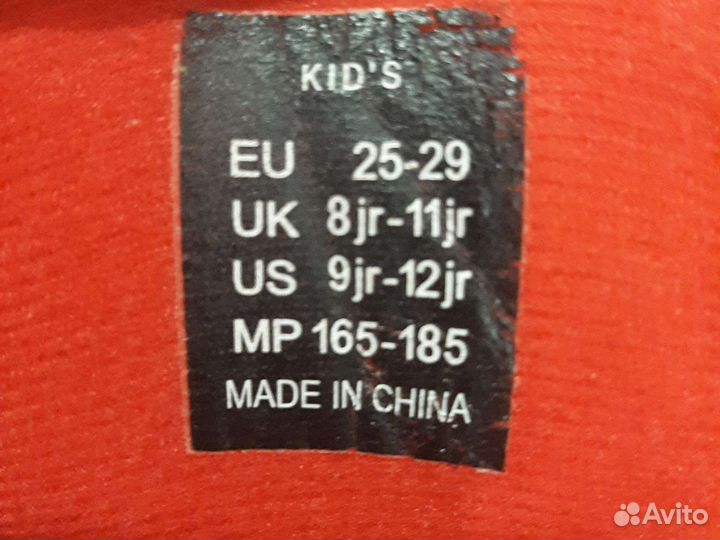 KID'S
EU 25-29
UK 8jr-11jr
US 9jr-12jr
MP 165-185
MADE IN CHINA
Avito